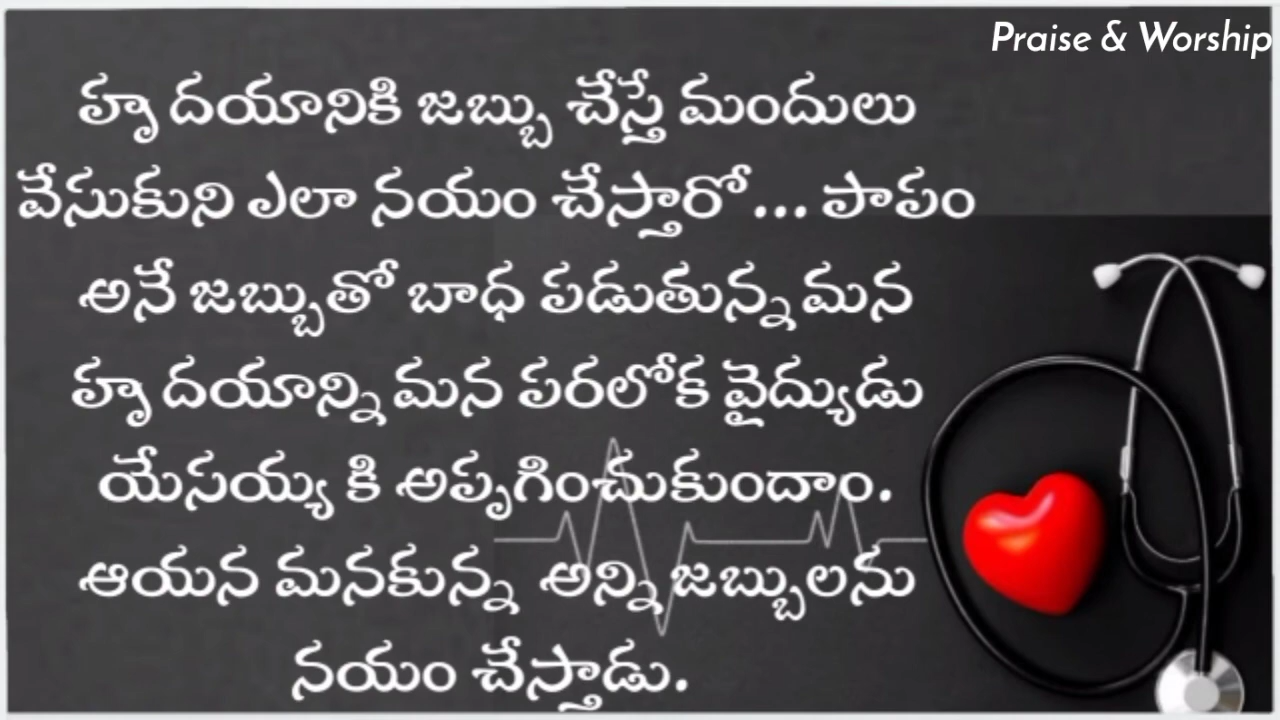 Praise & Worship
హృదయానికి జబ్బు చేస్తే మందులు
వేసుకుని ఎలా నయం చేస్తారో... పాపం
అనే జబ్బుతో బాధ పడుతున్న మన
హృదయాన్ని మన పరలోక వైద్యుడు
యేసయ్య కి అప్పగించుకుందాం.
ఆయన మనకున్న అన్ని జబ్బులను
నయం చేస్తాడు.